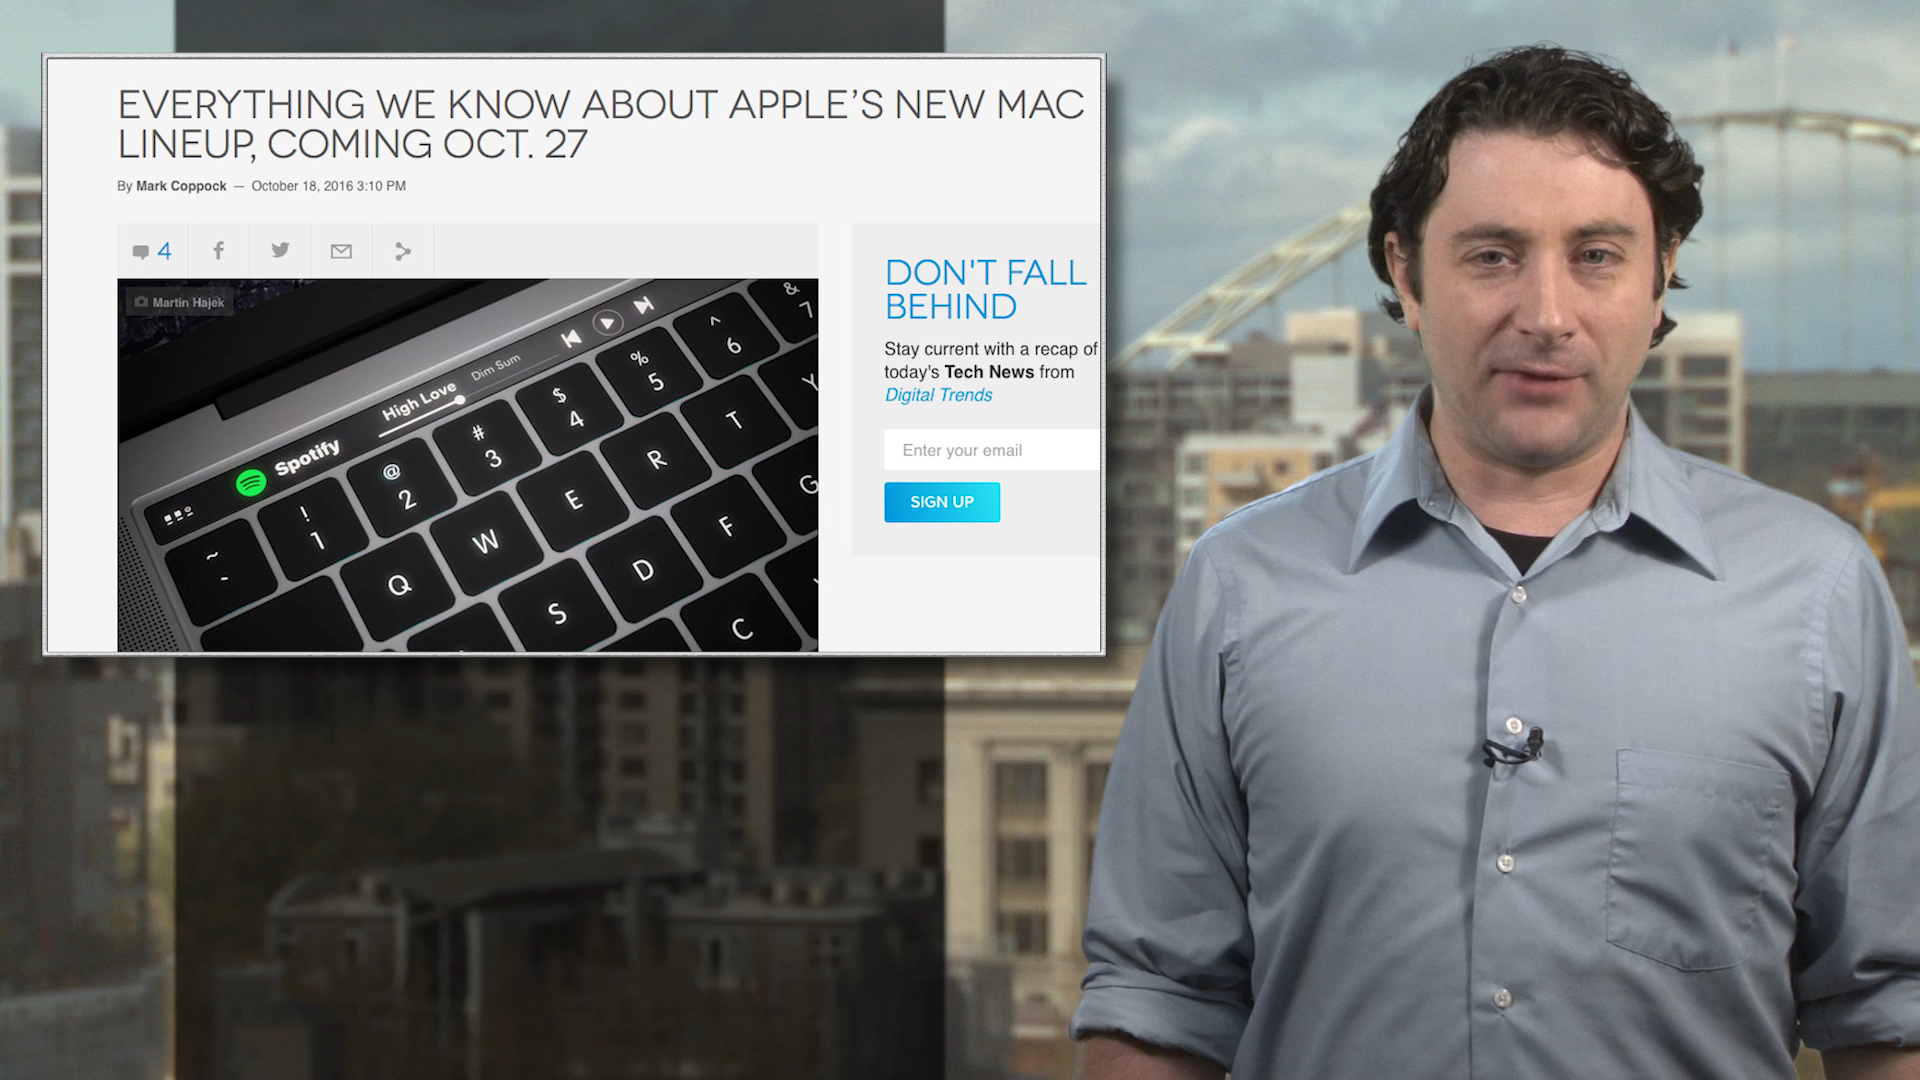 EVERYTHING WE KNOW ABOUT APPLE'S NEW MAC
LINEUP, COMING OCT. 27
By Mark Coppock — October 18, 2016 3:10 PM
4
Martin Hajek
Spotify
High Love
Dim Sum
~ ! @ # $ % ^ &
- 1 2 3 4 5 6 7
Q W E R T Y
S D F G
C
DON'T FALL
BEHIND
Stay current with a recap of
today's Tech News from
Digital Trends
Enter your email
SIGN UP